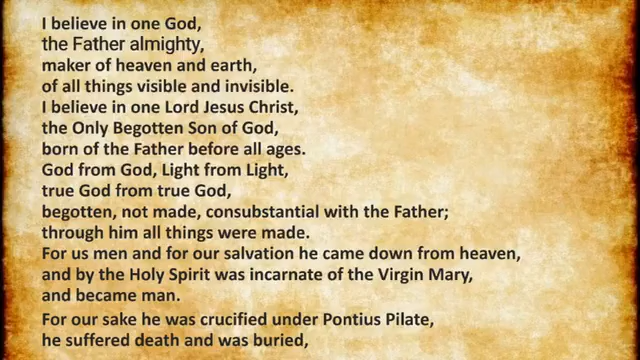 I believe in one God,
the Father almighty,
maker of heaven and earth,
of all things visible and invisible.
I believe in one Lord Jesus Christ,
the Only Begotten Son of God,
born of the Father before all ages.
God from God, Light from Light,
true God from true God,
begotten, not made, consubstantial with the Father;
through him all things were made.
For us men and for our salvation he came down from heaven,
and by the Holy Spirit was incarnate of the Virgin Mary,
and became man.
For our sake he was crucified under Pontius Pilate,
he suffered death and was buried,